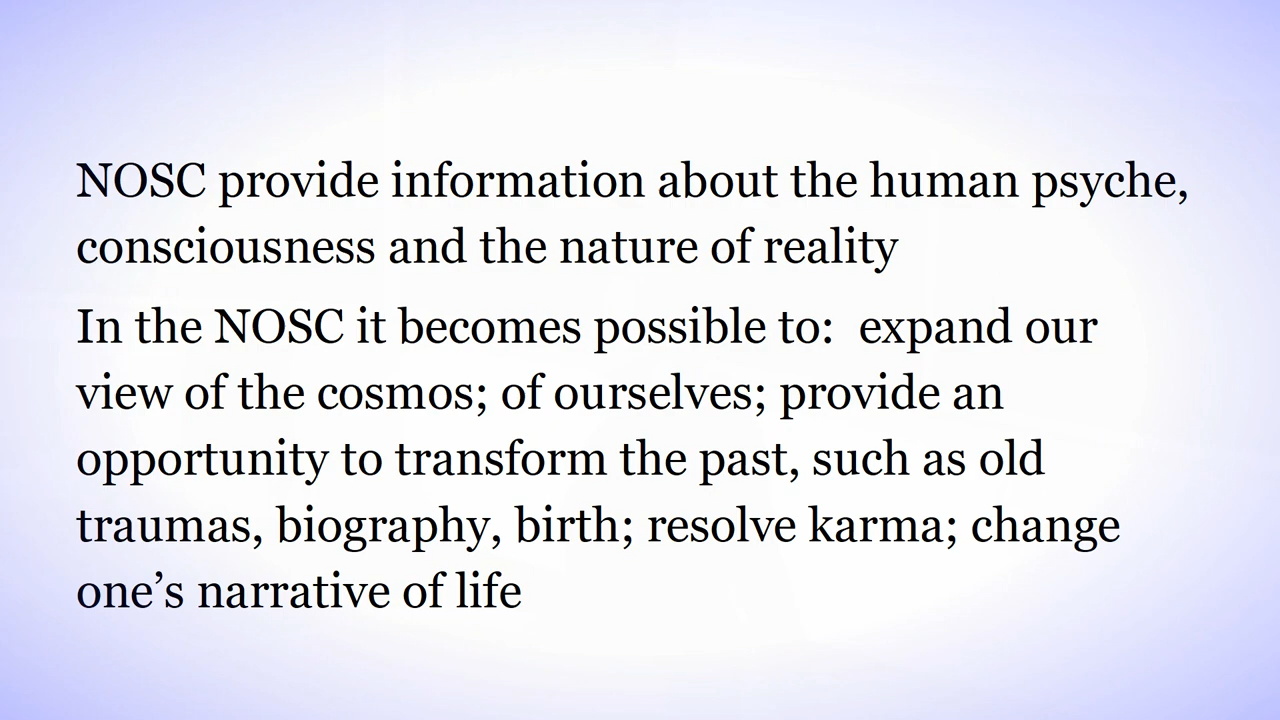 NOSC provide information about the human psyche,
consciousness and the nature of reality
In the NOSC it becomes possible to:  expand our
view of the cosmos; of ourselves; provide an
opportunity to transform the past, such as old
traumas, biography, birth; resolve karma; change
one’s narrative of life